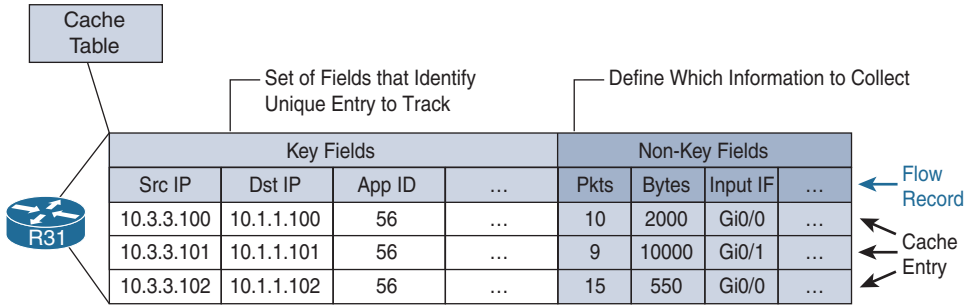 Cache
Table
Set of Fields that Identify
Unique Entry to Track
Define Which Information to Collect
Key Fields Non-Key Fields
Src IP Dst IP App ID … Pkts Bytes Input IF …
Flow
Record
10.3.3.100 10.1.1.100 56 … 10 2000 Gi0/0 …
R31
10.3.3.101 10.1.1.101 56 … 9 10000 Gi0/1 …
Cache
Entry
10.3.3.102 10.1.1.102 56 … 15 550 Gi0/0 …